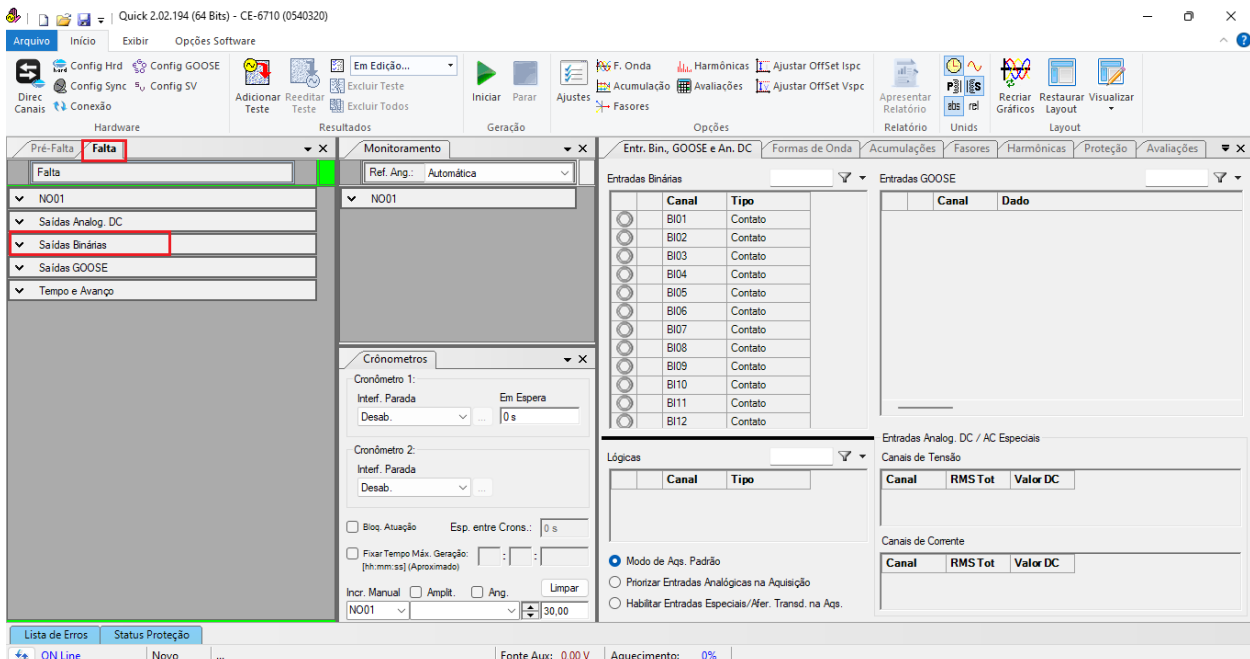 Quick 2.02.194 (64 Bits) - CE-6710 (0540320)
Arquivo Início Exibir Opções Software
Direc Canais
Config Hrd
Config GOOSE
Config Sync
Config SV
Conexão
Hardware
Adicionar Teste
Reeditar Teste
Em Edição...
Excluir Teste
Excluir Todos
Resultados
Iniciar Parar
Geração
Ajustes
F. Onda
Harmônicas
Ajustar OffSet Ispc
Acumulação
Avaliações
Ajustar OffSet Vspc
Fasores
Opções
Apresentar Relatório
Relatório
abs rel
Unids
Recriar Gráficos
Restaurar Layout
Visualizar
Layout
Pré-Falta Falta
Falta
NO01
Saídas Analog. DC
Saídas Binárias
Saídas GOOSE
Tempo e Avanço
Monitoramento
Ref. Ang.: Automática
NO01
Crônometros
Cronômetro 1:
Interf. Parada Em Espera
Desab. ... 0 s
Cronômetro 2:
Interf. Parada
Desab. ...
Bloq. Atuação Esp. entre Crons.: 0 s
Fixar Tempo Máx. Geração: : :
[hh:mm:ss] (Aproximado)
Limpar
Incr. Manual Amplit. Ang.
NO01 30,00
Entr. Bin., GOOSE e An. DC Formas de Onda Acumulações Fasores Harmônicas Proteção Avaliações
Entradas Binárias
Canal Tipo
BI01 Contato
BI02 Contato
BI03 Contato
BI04 Contato
BI05 Contato
BI06 Contato
BI07 Contato
BI08 Contato
BI09 Contato
BI10 Contato
BI11 Contato
BI12 Contato
Lógicas
Canal Tipo
Modo de Aqs. Padrão
Priorizar Entradas Analógicas na Aquisição
Habilitar Entradas Especiais/Afer. Transd. na Aqs.
Entradas GOOSE
Canal Dado
Entradas Analog. DC / AC Especiais
Canais de Tensão
Canal RMS Tot Valor DC
Canais de Corrente
Canal RMS Tot Valor DC
Lista de Erros Status Proteção
ON Line Novo ... Fonte Aux: 0.00 V Aquecimento: 0%